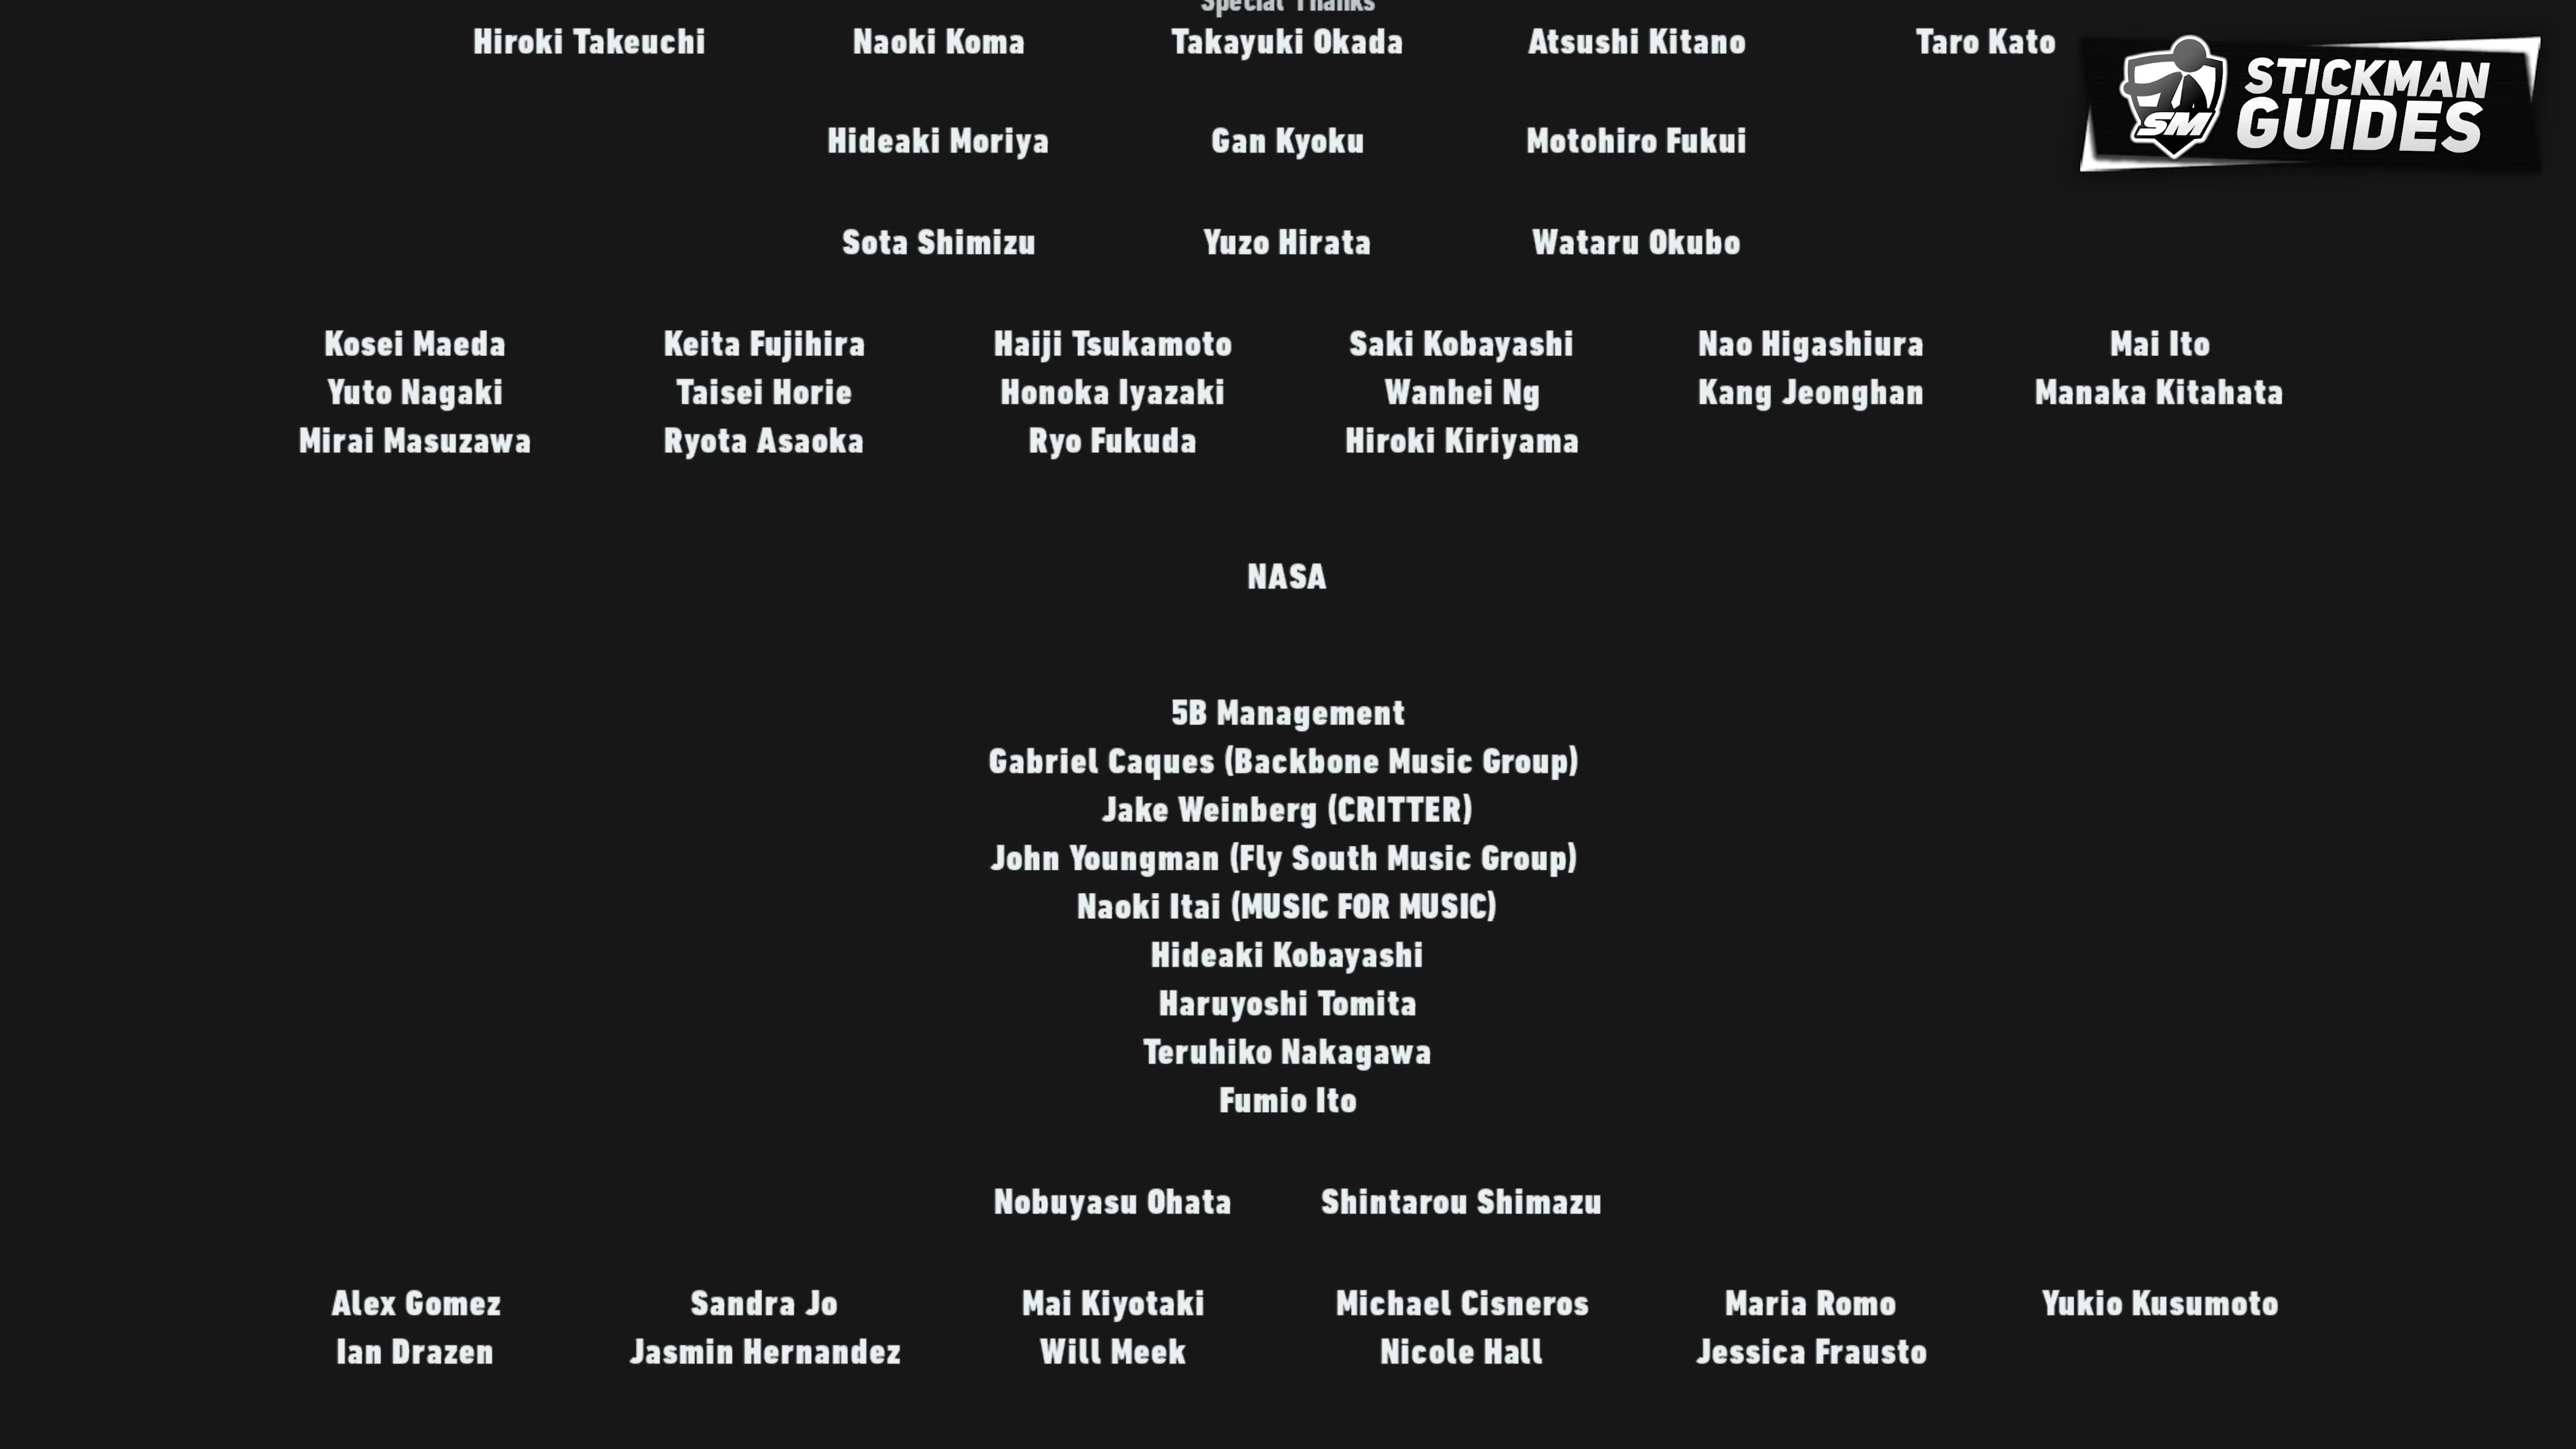 Special Thanks
Hiroki Takeuchi Naoki Koma Takayuki Okada Atsushi Kitano Taro Kato
STICKMAN
GUIDES
SM
Hideaki Moriya Gan Kyoku Motohiro Fukui
Sota Shimizu Yuzo Hirata Wataru Okubo
Kosei Maeda Keita Fujihira Haiji Tsukamoto Saki Kobayashi Nao Higashiura Mai Ito
Yuto Nagaki Taisei Horie Honoka Iyazaki Wanhei Ng Kang Jeonghan Manaka Kitahata
Mirai Masuzawa Ryota Asaoka Ryo Fukuda Hiroki Kiriyama
NASA
5B Management
Gabriel Caques (Backbone Music Group)
Jake Weinberg (CRITTER)
John Youngman (Fly South Music Group)
Naoki Itai (MUSIC FOR MUSIC)
Hideaki Kobayashi
Haruyoshi Tomita
Teruhiko Nakagawa
Fumio Ito
Nobuyasu Ohata Shintarou Shimazu
Alex Gomez Sandra Jo Mai Kiyotaki Michael Cisneros Maria Romo Yukio Kusumoto
Ian Drazen Jasmin Hernandez Will Meek Nicole Hall Jessica Frausto